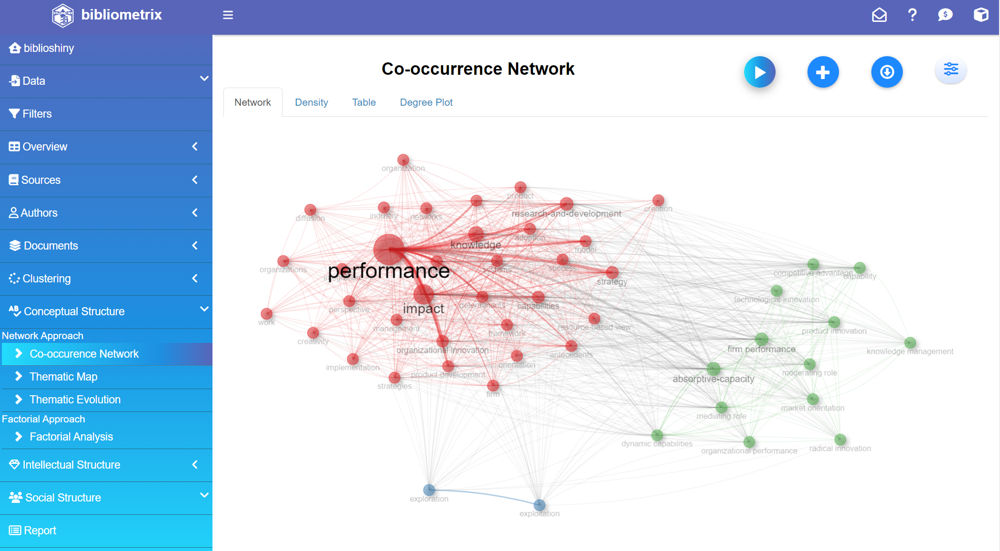 bibliometrix
biblioshiny
Data
Filters
Overview
Sources
Authors
Documents
Clustering
Conceptual Structure
Network Approach
Co-occurence Network
Thematic Map
Thematic Evolution
Factorial Approach
Factorial Analysis
Intellectual Structure
Social Structure
Report
Co-occurrence Network
Network
Density
Table
Degree Plot
organization
product
creation
diffusion
industry
networks
research-and-development
adoption
knowledge
model
organizations
performance
integration
systems
success
strategy
competitive advantage
capability
technological-innovation
perspective
impact
determinants
capabilities
work
management
framework
resource-based view
product innovation
creativity
organizational innovation
antecedents
firm performance
knowledge management
implementation
product development
orientation
moderating role
absorptive-capacity
strategies
firm
market orientation
mediating role
dynamic capabilities
organizational performance
radical innovation
exploration
exploitation